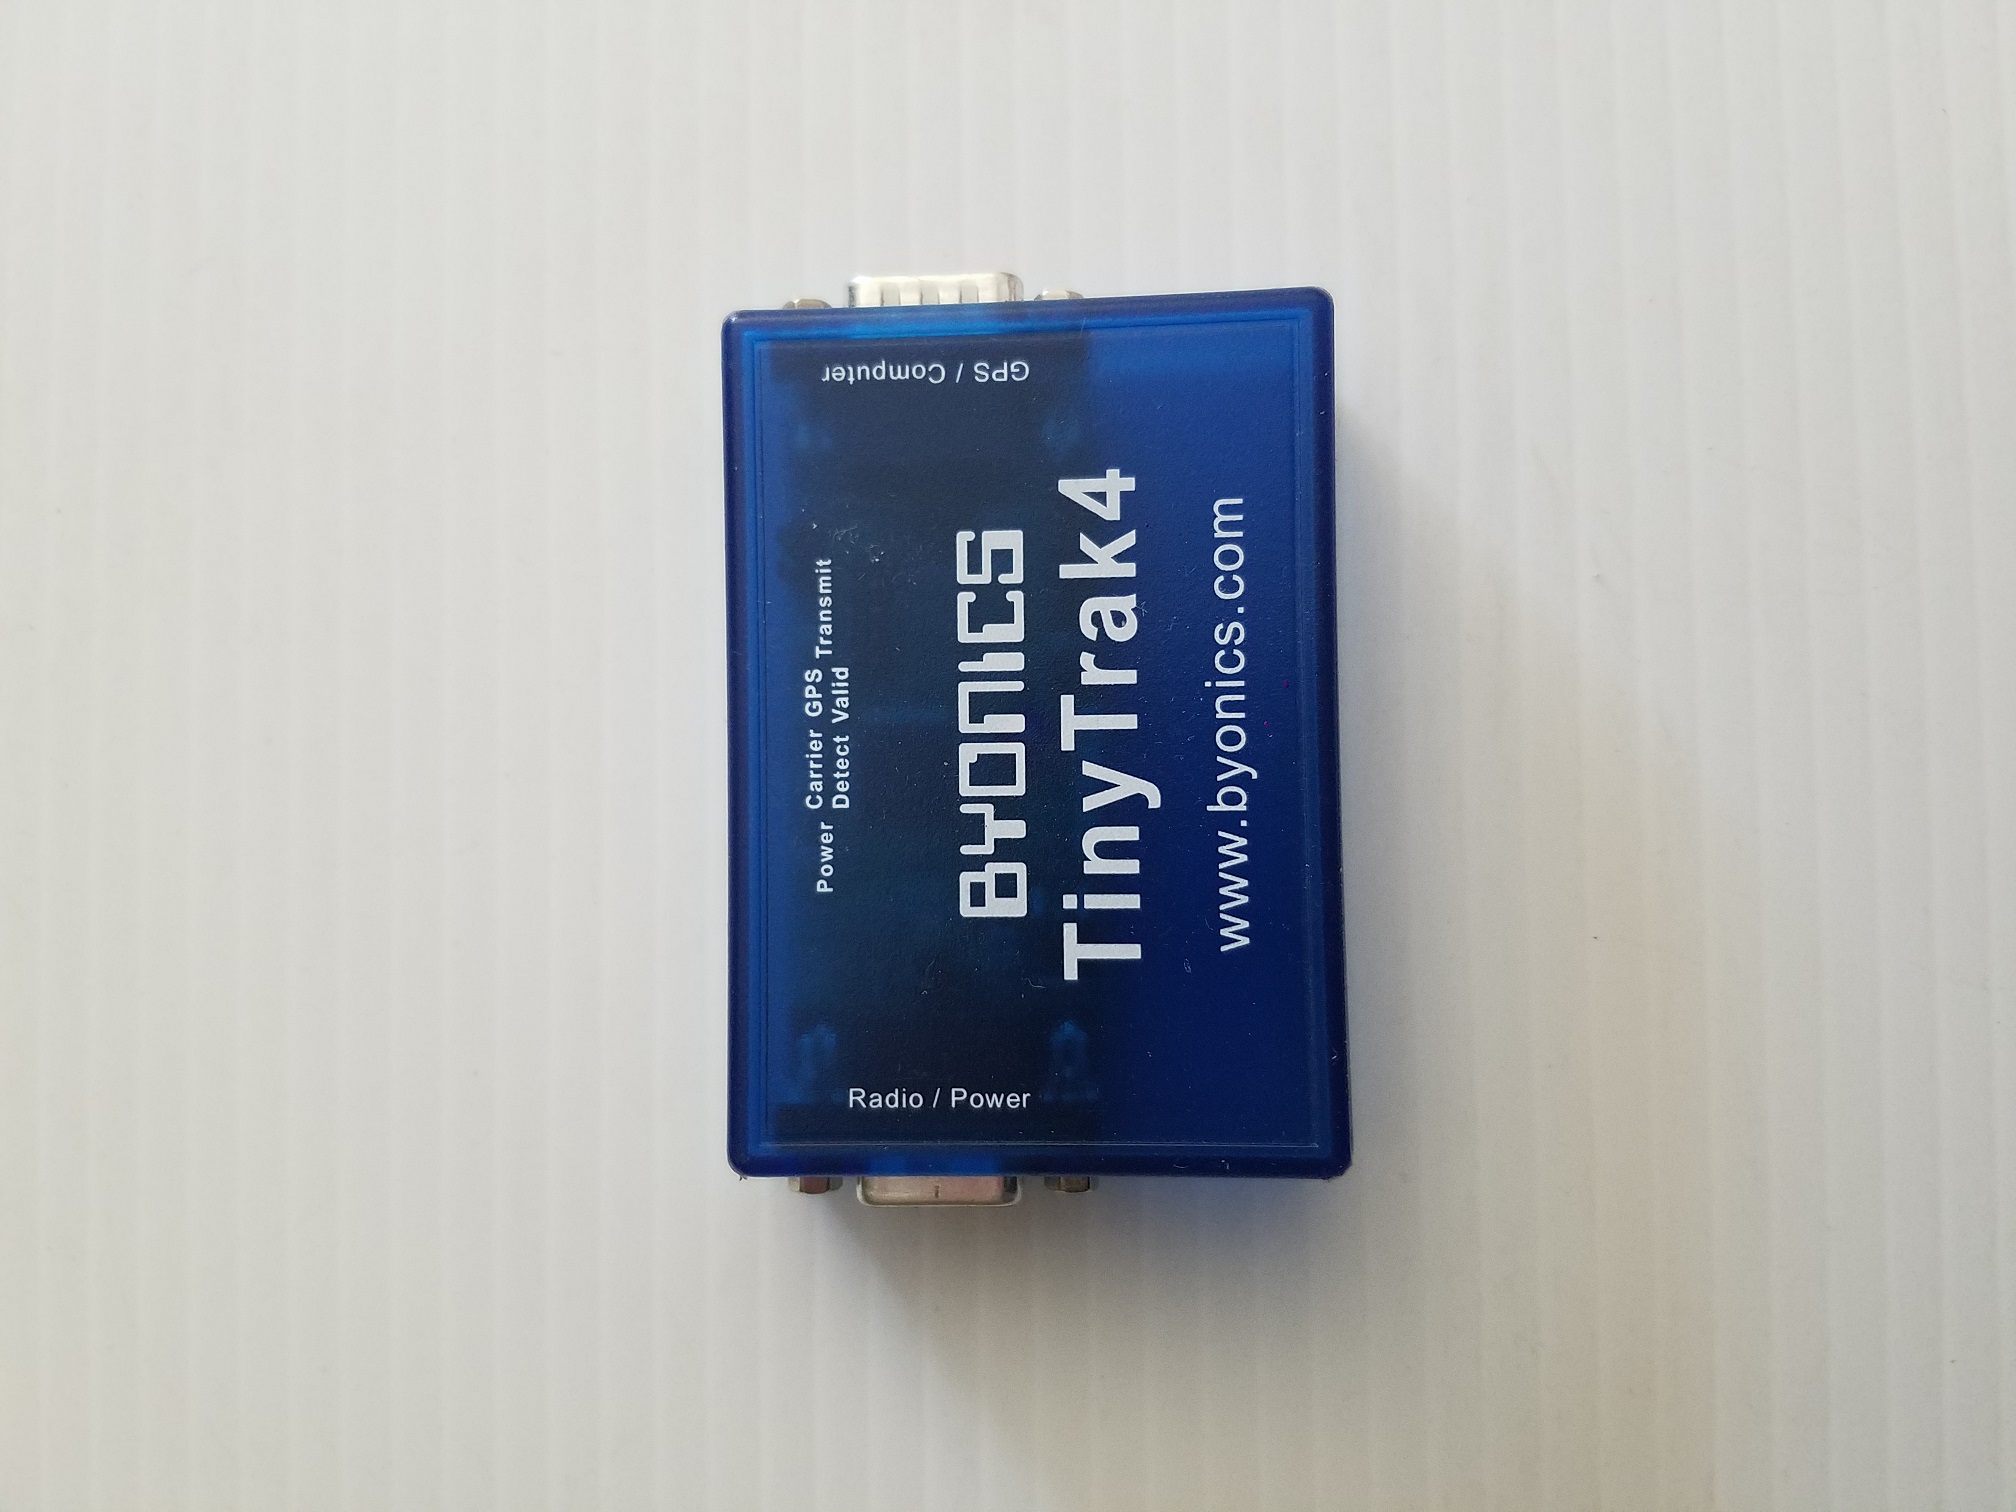 Power Carrier GPS Transmit
Detect Valid
GPS / Computer
Radio / Power
BYONICS
TinyTrak4
www.byonics.com